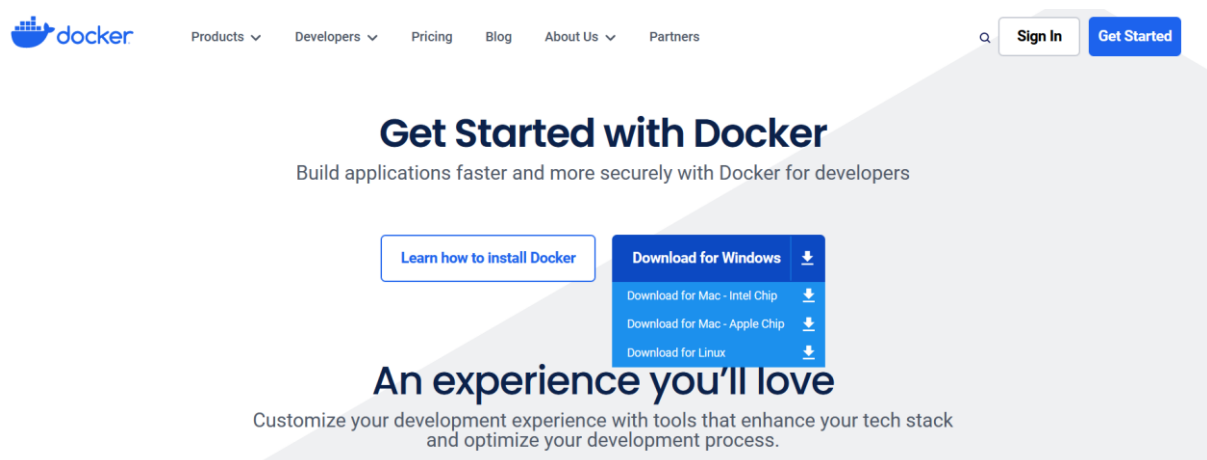 docker
Products
Developers
Pricing
Blog
About Us
Partners
Sign In
Get Started
Get Started with Docker
Build applications faster and more securely with Docker for developers
Learn how to install Docker
Download for Windows
Download for Mac - Intel Chip
Download for Mac - Apple Chip
Download for Linux
An experience you'll love
Customize your development experience with tools that enhance your tech stack
and optimize your development process.